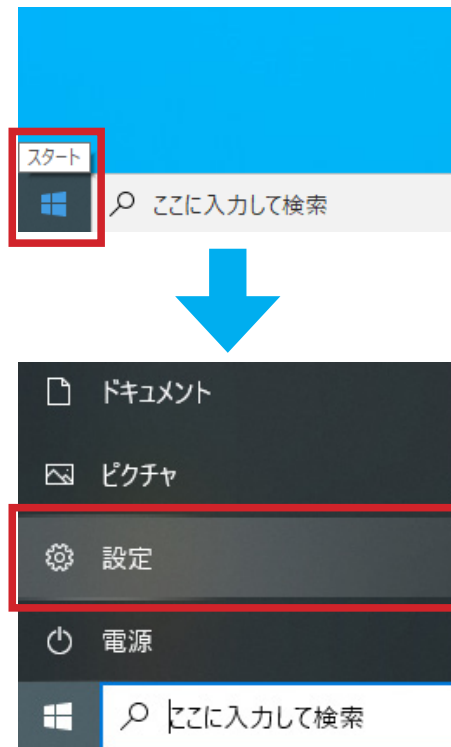 スタート
ここに入力して検索
ドキュメント
ピクチャ
設定
電源
ここに入力して検索